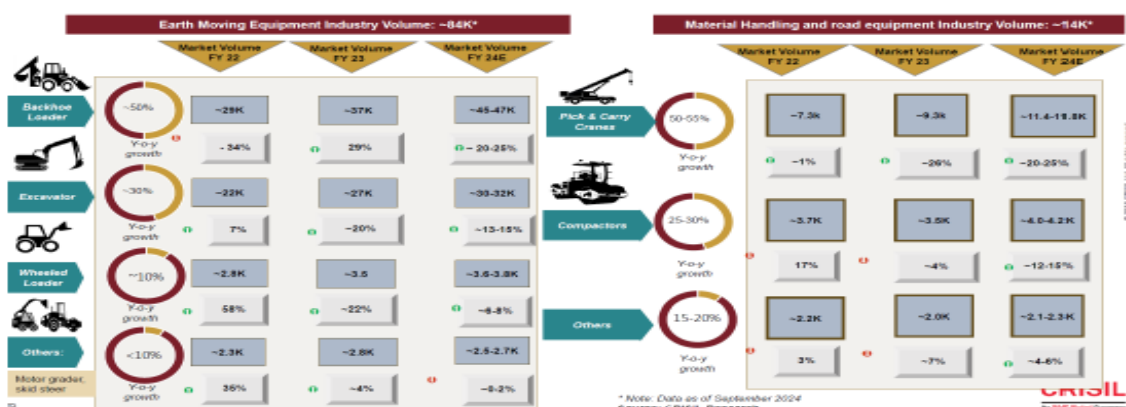 Earth Moving Equipment Industry Volume: ~84K*
Market Volume FY 22
Market Volume FY 23
Market Volume FY 24E
Backhoe Loader
~50%
~29K
~37K
~45-47K
Y-o-y growth
- 34%
29%
~ 20-25%
Excavator
~30%
~22K
~27K
~30-32K
Y-o-y growth
7%
~20%
~13-15%
Wheeled Loader
~10%
~2.8K
~3.5
~3.6-3.8K
Y-o-y growth
58%
~22%
~6-8%
Others:
<10%
~2.3K
~2.8K
~2.5-2.7K
Motor grader, skid steer
Y-o-y growth
36%
~4%
~0-2%
Material Handling and road equipment Industry Volume: ~14K*
Market Volume FY 22
Market Volume FY 23
Market Volume FY 24E
Pick & Carry Cranes
50-55%
~7.3k
~9.3k
Y-o-y growth
~1%
~26%
~20-25%
Compactors
25-30%
~3.7K
~3.5K
~4.0-4.2K
Y-o-y growth
17%
~4%
~12-15%
Others
15-20%
~2.2K
~2.0K
~2.1-2.3K
Y-o-y growth
3%
~7%
~4-6%
* Note: Data as of September 2024
CRISIL